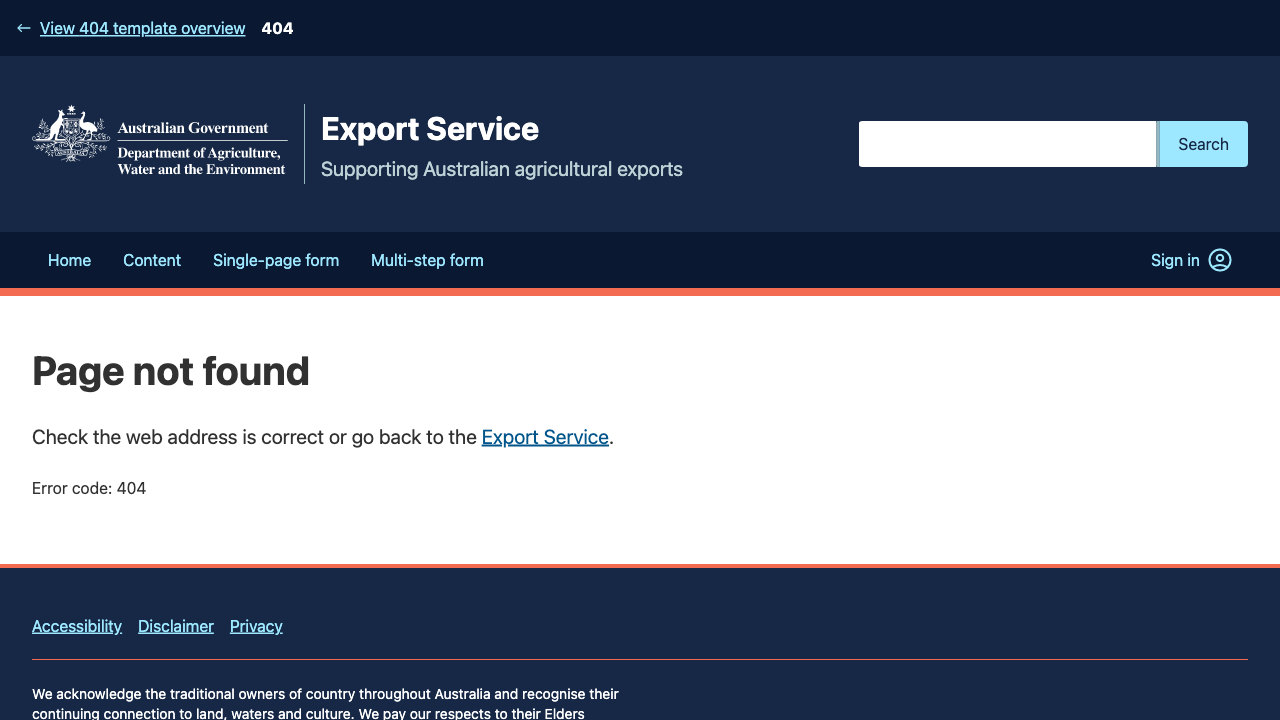 View 404 template overview 404
Australian Government
Department of Agriculture,
Water and the Environment
Export Service
Supporting Australian agricultural exports
Search
Home Content Single-page form Multi-step form Sign in
Page not found
Check the web address is correct or go back to the Export Service.
Error code: 404
Accessibility Disclaimer Privacy
We acknowledge the traditional owners of country throughout Australia and recognise their
continuing connection to land, waters and culture. We pay our respects to their Elders